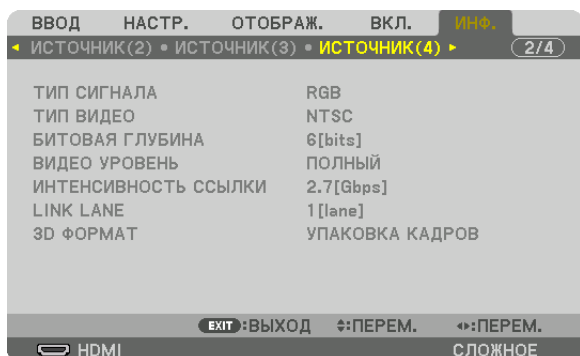 ВВОД НАСТР. ОТОБРАЖ. ВКЛ. ИНФ.
ИСТОЧНИК(2) • ИСТОЧНИК(3) • ИСТОЧНИК(4) 2/4
ТИП СИГНАЛА RGB
ТИП ВИДЕО NTSC
БИТОВАЯ ГЛУБИНА 6[bits]
ВИДЕО УРОВЕНЬ ПОЛНЫЙ
ИНТЕНСИВНОСТЬ ССЫЛКИ 2.7[Gbps]
LINK LANE 1[lane]
3D ФОРМАТ УПАКОВКА КАДРОВ
EXIT :ВЫХОД :ПЕРЕМ. :ПЕРЕМ.
HDMI СЛОЖНОЕ